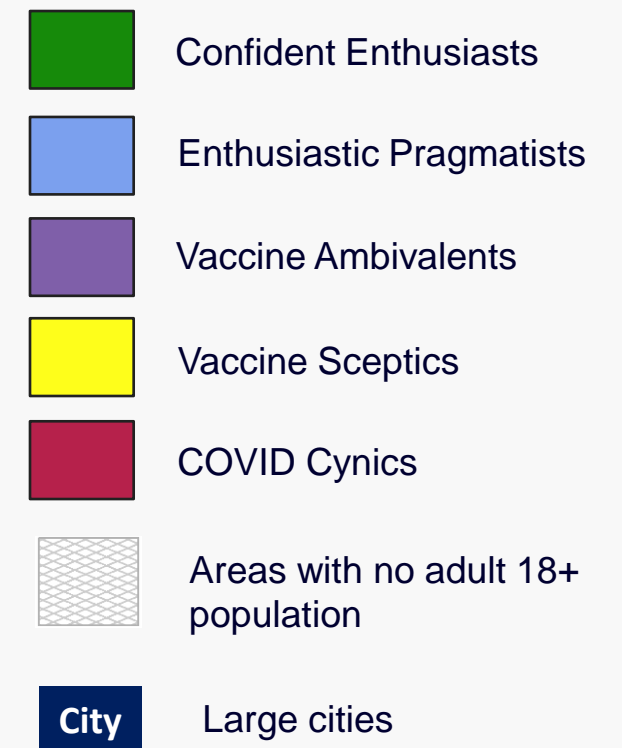 Confident Enthusiasts
Enthusiastic Pragmatists
Vaccine Ambivalents
Vaccine Sceptics
COVID Cynics
Areas with no adult 18+
population
City Large cities